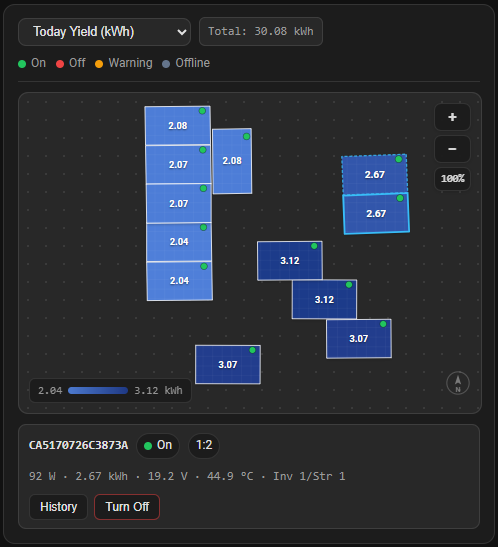 Today Yield (kWh)
Total: 30.08 kWh
On
Off
Warning
Offline
2.08
2.08
2.07
2.07
2.04
2.04
2.67
2.67
3.12
3.12
3.07
3.07
+
−
100%
N
2.04
3.12 kWh
CA5170726C3873A
On
1:2
92 W · 2.67 kWh · 19.2 V · 44.9 °C · Inv 1/Str 1
History
Turn Off